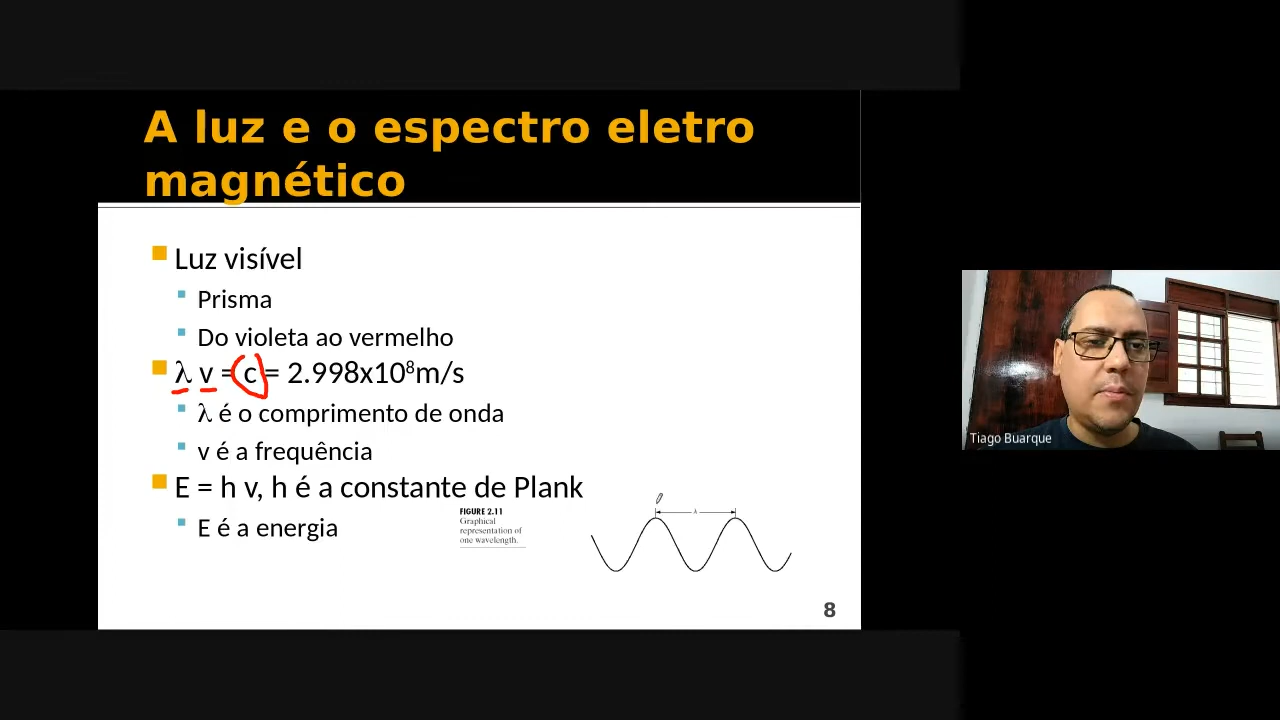 A luz e o espectro eletro
magnético
Luz visível
Prisma
Do violeta ao vermelho
λ v = c = 2.998x10⁸m/s
λ é o comprimento de onda
v é a frequência
E = h v, h é a constante de Plank
E é a energia
FIGURE 2.11
Graphical
representation of
one wavelength.
λ
8
Tiago Buarque